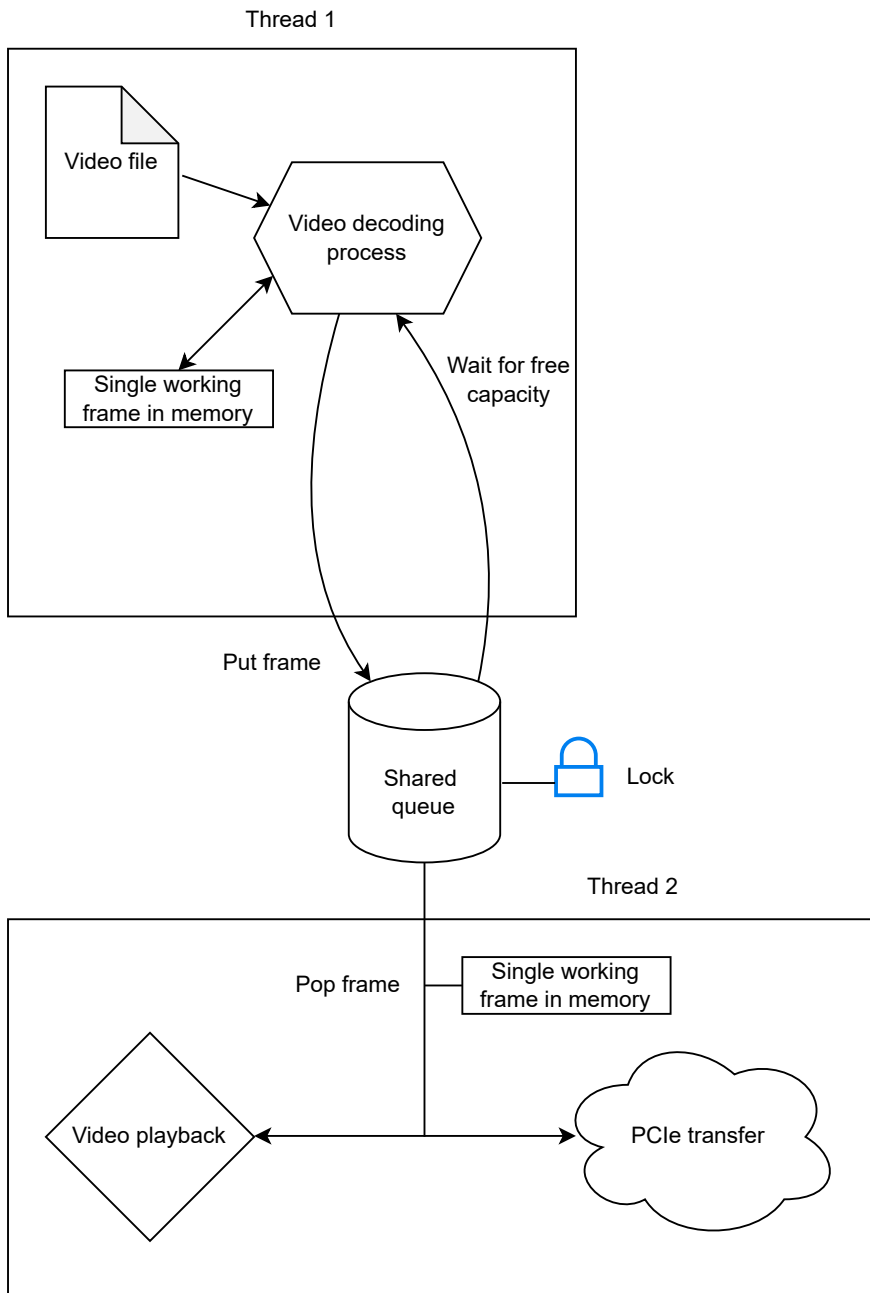 Thread 1
Video file
Video decoding
process
Single working
frame in memory
Wait for free
capacity
Put frame
Shared
queue
Lock
Thread 2
Pop frame
Single working
frame in memory
Video playback
PCIe transfer